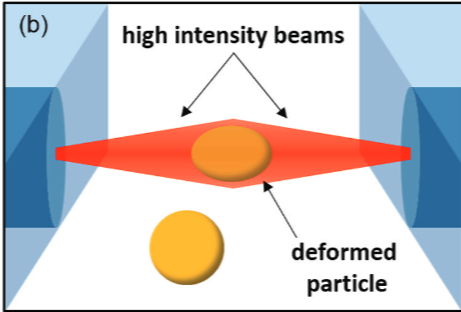 (b)
high intensity beams
deformed
particle